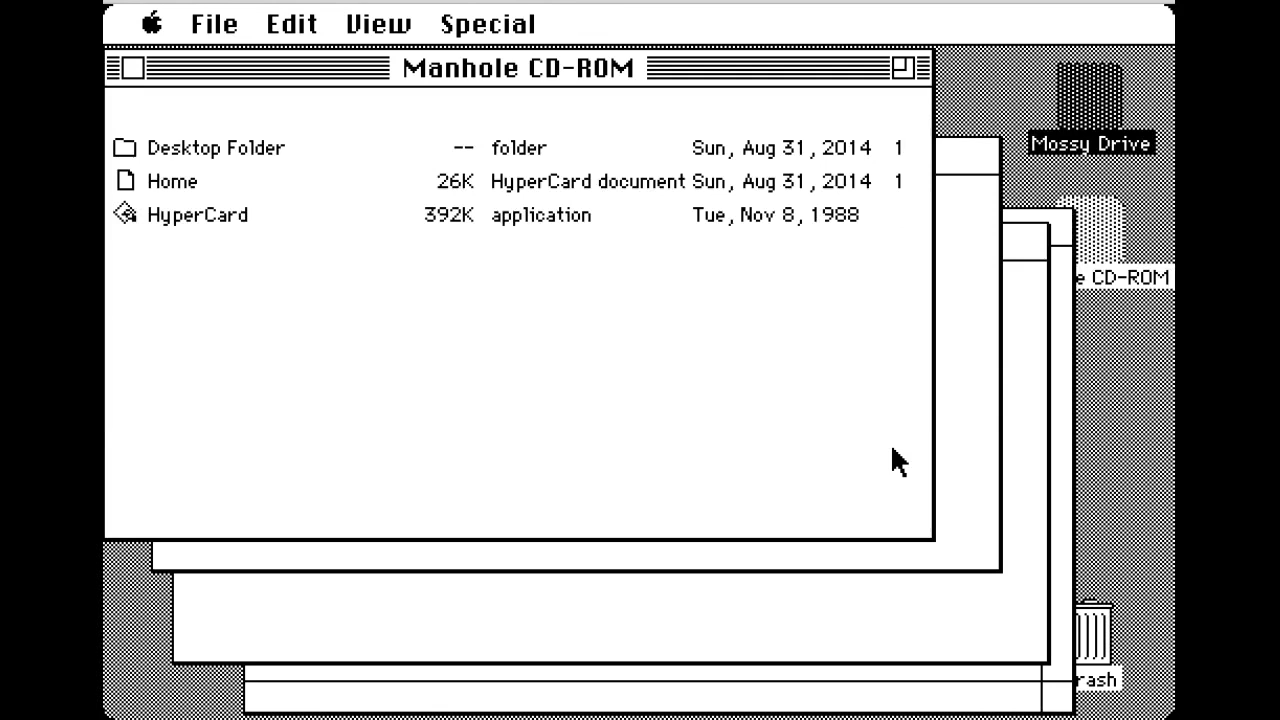 File Edit View Special
Manhole CD-ROM
Desktop Folder -- folder Sun, Aug 31, 2014 1
Home 26K HyperCard document Sun, Aug 31, 2014 1
HyperCard 392K application Tue, Nov 8, 1988
Mossy Drive
e CD-ROM
rash